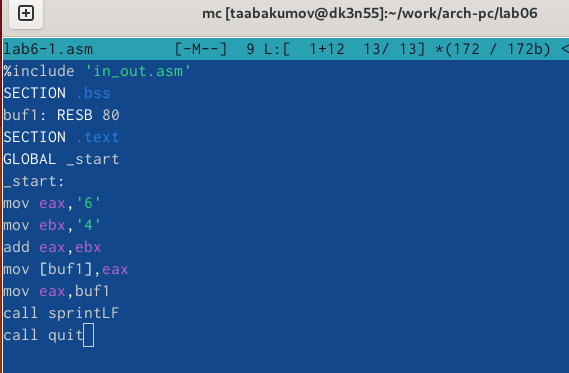 mc [taabakumov@dk3n55]:~/work/arch-pc/lab06
lab6-1.asm [-M--] 9 L:[ 1+12 13/ 13] *(172 / 172b) <
%include 'in_out.asm'
SECTION .bss
buf1: RESB 80
SECTION .text
GLOBAL _start
_start:
mov eax,'6'
mov ebx,'4'
add eax,ebx
mov [buf1],eax
mov eax,buf1
call sprintLF
call quit